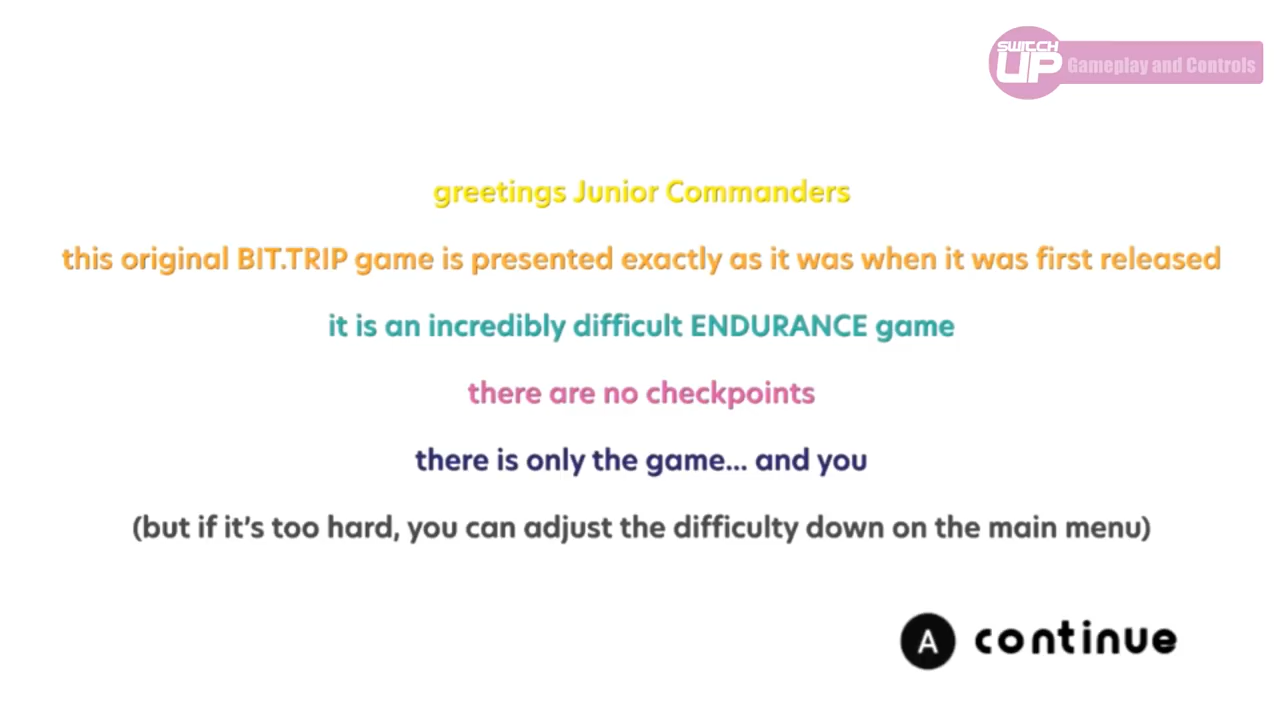 SWITCH
UP Gameplay and Controls
greetings Junior Commanders
this original BIT.TRIP game is presented exactly as it was when it was first released
it is an incredibly difficult ENDURANCE game
there are no checkpoints
there is only the game... and you
(but if it's too hard, you can adjust the difficulty down on the main menu)
A continue